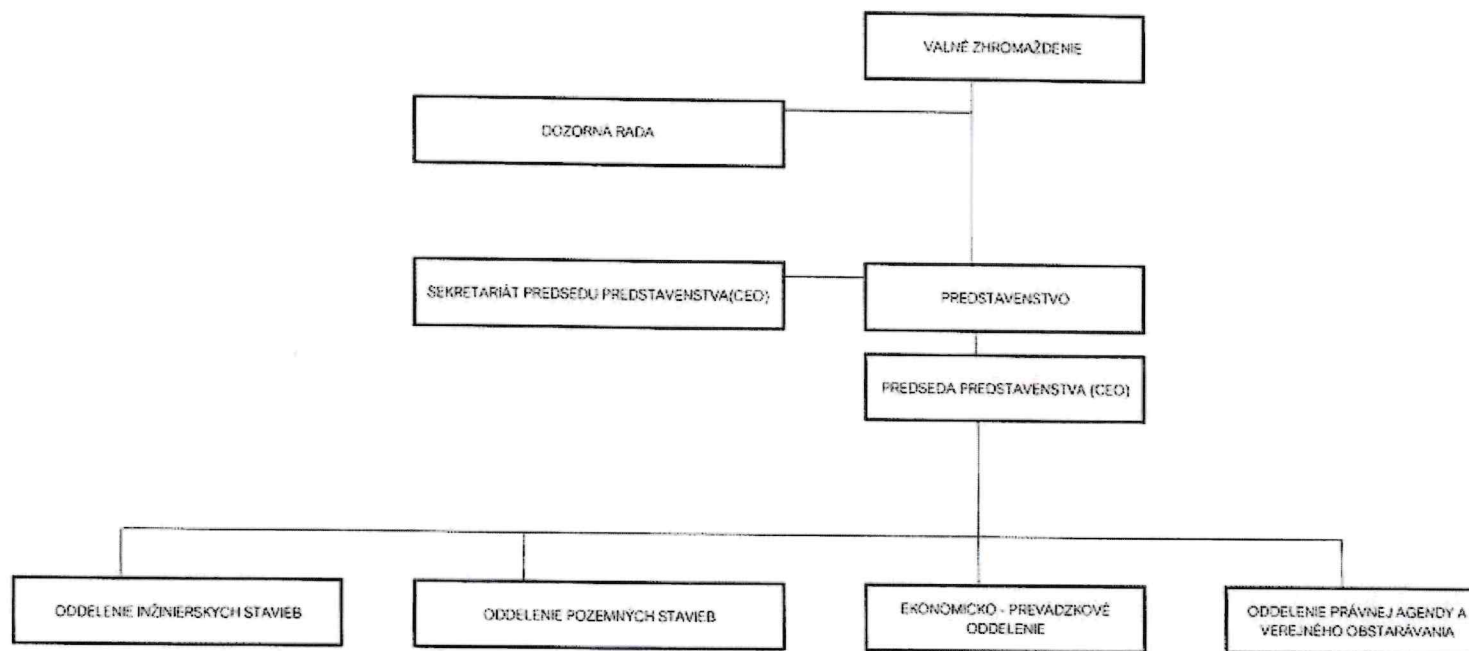 VALNÉ ZHROMAŽDENIE
DOZORNÁ RADA
SEKRETARIÁT PREDSEDU PREDSTAVENSTVA(CEO)
PREDSTAVENSTVO
PREDSEDA PREDSTAVENSTVA (CEO)
ODDELENIE INŽINIERSKYCH STAVIEB
ODDELENIE POZEMNÝCH STAVIEB
EKONOMICKO - PREVÁDZKOVÉ
ODDELENIE
ODDELENIE PRÁVNEJ AGENDY A
VEREJNÉHO OBSTARÁVANIA